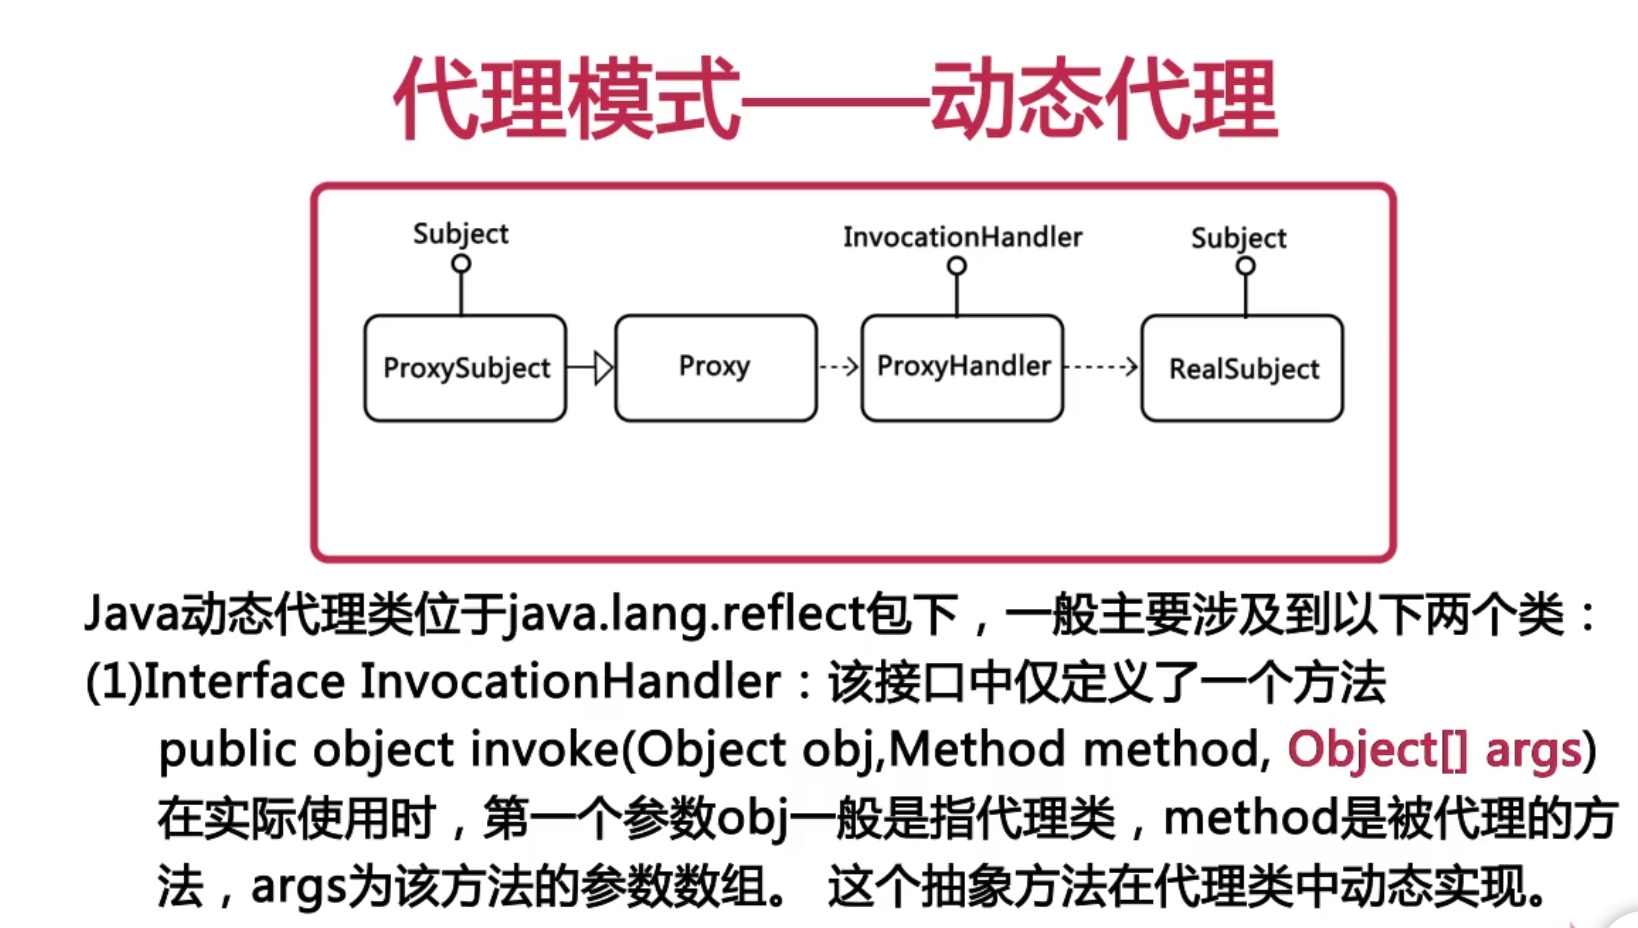 代理模式——动态代理
Subject
InvocationHandler
Subject
ProxySubject
Proxy
ProxyHandler
RealSubject
Java动态代理类位于java.lang.reflect包下，一般主要涉及到以下两个类：
(1)Interface InvocationHandler：该接口中仅定义了一个方法
public object invoke(Object obj,Method method, Object[] args)
在实际使用时，第一个参数obj一般是指代理类，method是被代理的方
法，args为该方法的参数数组。 这个抽象方法在代理类中动态实现。